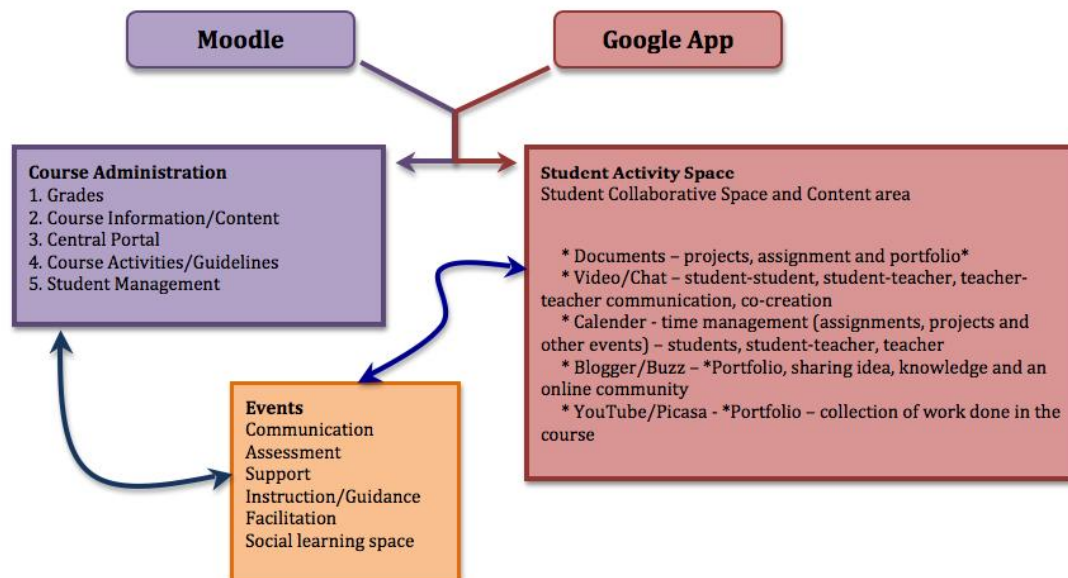 Moodle
Google App
Course Administration
1. Grades
2. Course Information/Content
3. Central Portal
4. Course Activities/Guidelines
5. Student Management
Student Activity Space
Student Collaborative Space and Content area
* Documents – projects, assignment and portfolio*
* Video/Chat – student-student, student-teacher, teacher-
teacher communication, co-creation
* Calender - time management (assignments, projects and
other events) – students, student-teacher, teacher
* Blogger/Buzz – *Portfolio, sharing idea, knowledge and an
online community
* YouTube/Picasa - *Portfolio – collection of work done in the
course
Events
Communication
Assessment
Support
Instruction/Guidance
Facilitation
Social learning space